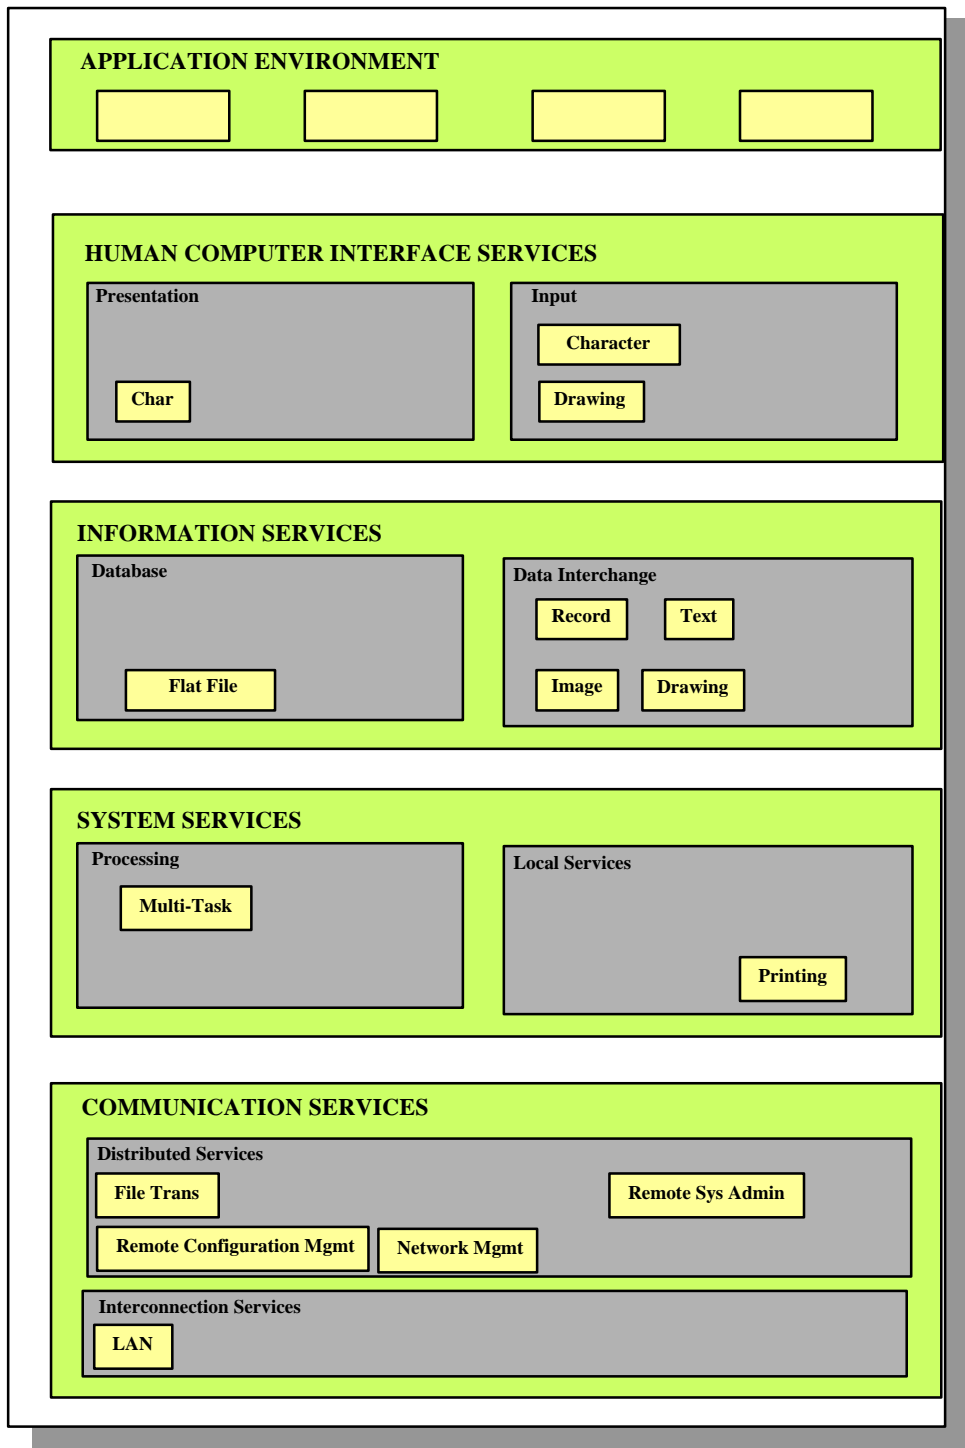 APPLICATION ENVIRONMENT
HUMAN COMPUTER INTERFACE SERVICES
Presentation
Char
Input
Character
Drawing
INFORMATION SERVICES
Database
Flat File
Data Interchange
Record
Text
Image
Drawing
SYSTEM SERVICES
Processing
Multi-Task
Local Services
Printing
COMMUNICATION SERVICES
Distributed Services
File Trans
Remote Sys Admin
Remote Configuration Mgmt
Network Mgmt
Interconnection Services
LAN